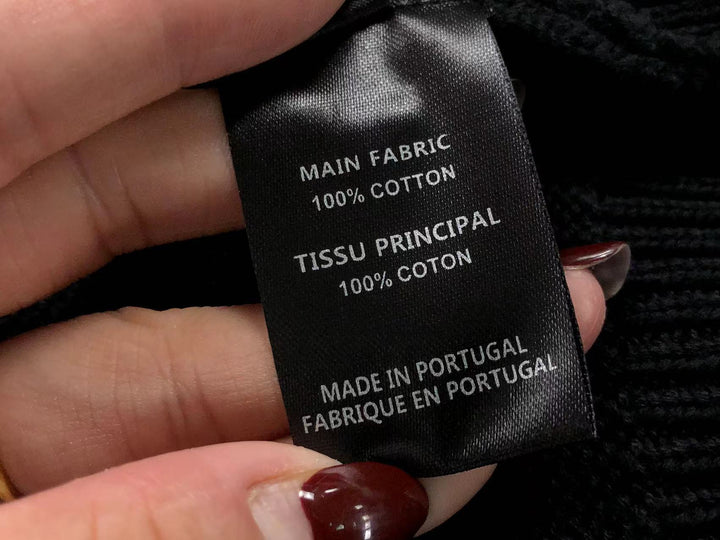 MAIN FABRIC
100% COTTON
TISSU PRINCIPAL
100% COTON
MADE IN PORTUGAL
FABRIQUE EN PORTUGAL